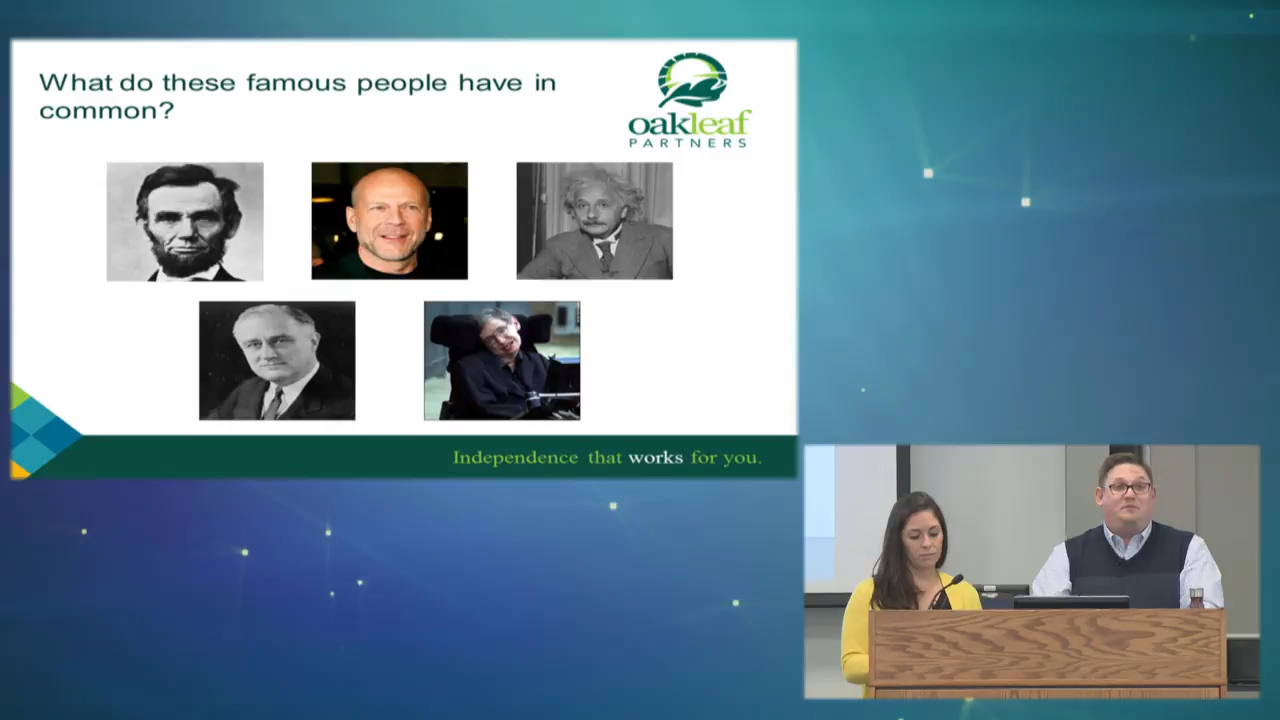 What do these famous people have in
common?
oakleaf
PARTNERS
Independence that works for you.